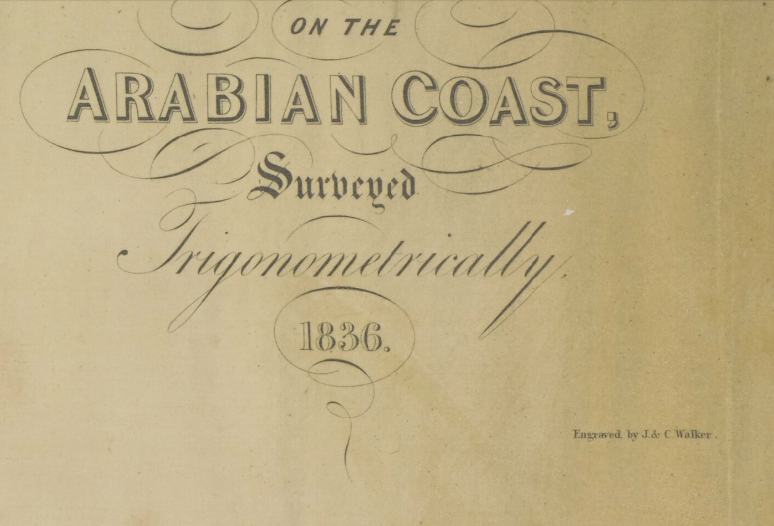 ON THE
ARABIAN COAST,
Surveyed
Trigonometrically,
1836.
Engraved, by J. & C. Walker.